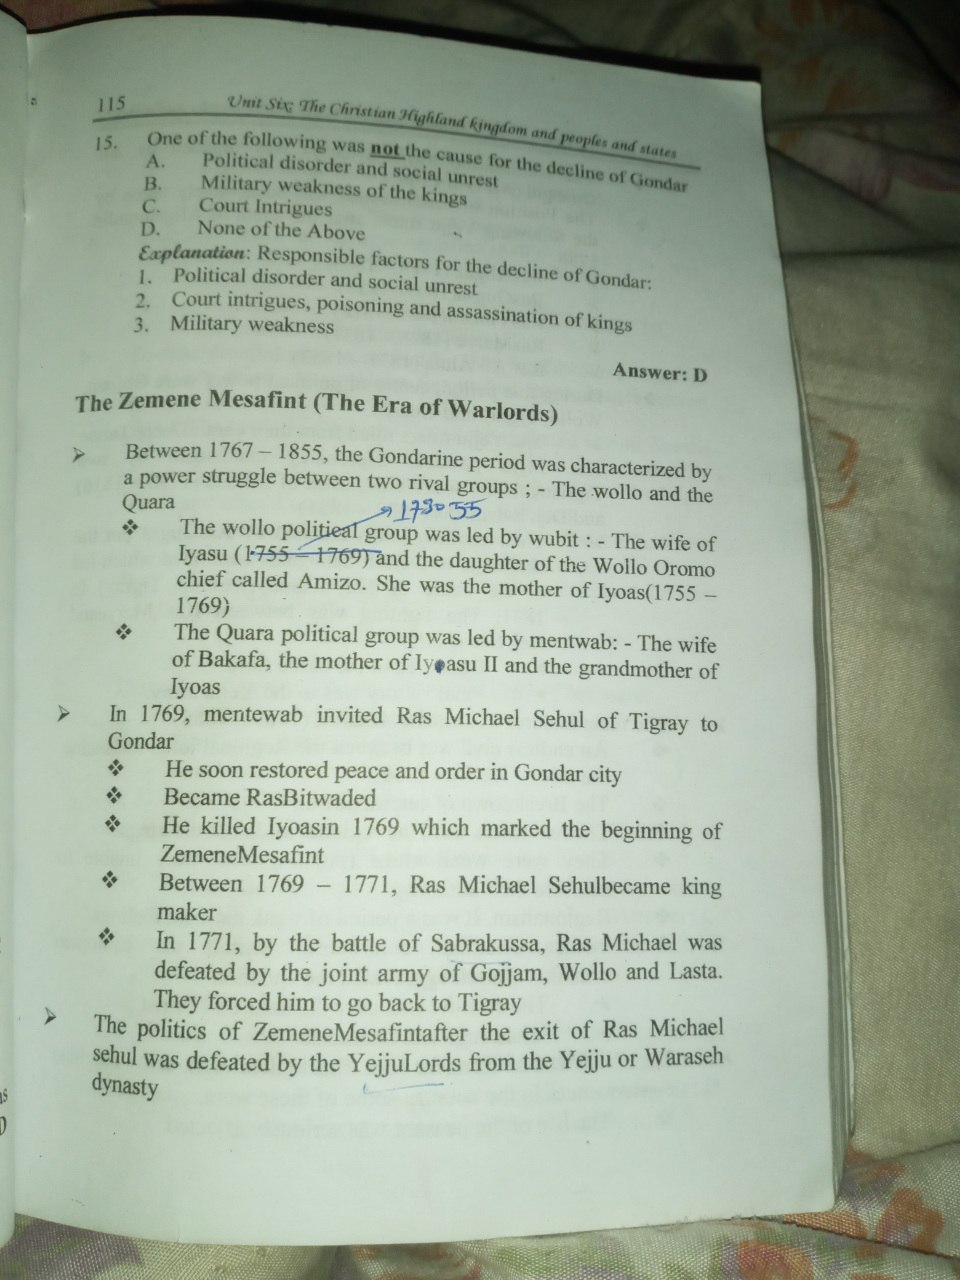 115 Unit Six; The Christian Highland kingdom and peoples and states
15. One of the following was not the cause for the decline of Gondar
A. Political disorder and social unrest
B. Military weakness of the kings
C. Court Intrigues
D. None of the Above
Explanation: Responsible factors for the decline of Gondar:
1. Political disorder and social unrest
2. Court intrigues, poisoning and assassination of kings
3. Military weakness
Answer: D
The Zemene Mesafint (The Era of Warlords)
➢ Between 1767 – 1855, the Gondarine period was characterized by
a power struggle between two rival groups ; - The wollo and the
Quara
1730 55
❖ The wollo political group was led by wubit : - The wife of
Iyasu (1755 – 1769) and the daughter of the Wollo Oromo
chief called Amizo. She was the mother of Iyoas(1755 –
1769)
❖ The Quara political group was led by mentwab: - The wife
of Bakafa, the mother of Iyoasu II and the grandmother of
Iyoas
➢ In 1769, mentewab invited Ras Michael Sehul of Tigray to
Gondar
❖ He soon restored peace and order in Gondar city
❖ Became RasBitwaded
❖ He killed Iyoasin 1769 which marked the beginning of
ZemeneMesafint
❖ Between 1769 – 1771, Ras Michael Sehulbecame king
maker
❖ In 1771, by the battle of Sabrakussa, Ras Michael was
defeated by the joint army of Gojjam, Wollo and Lasta.
They forced him to go back to Tigray
➢ The politics of ZemeneMesafintafter the exit of Ras Michael
sehul was defeated by the YejjuLords from the Yejju or Waraseh
dynasty